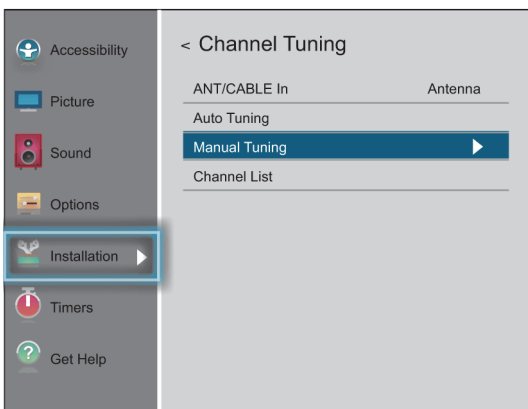 Accessibility
Picture
Sound
Options
Installation
Timers
? Get Help
< Channel Tuning
ANT/CABLE In Antenna
Auto Tuning
Manual Tuning
Channel List